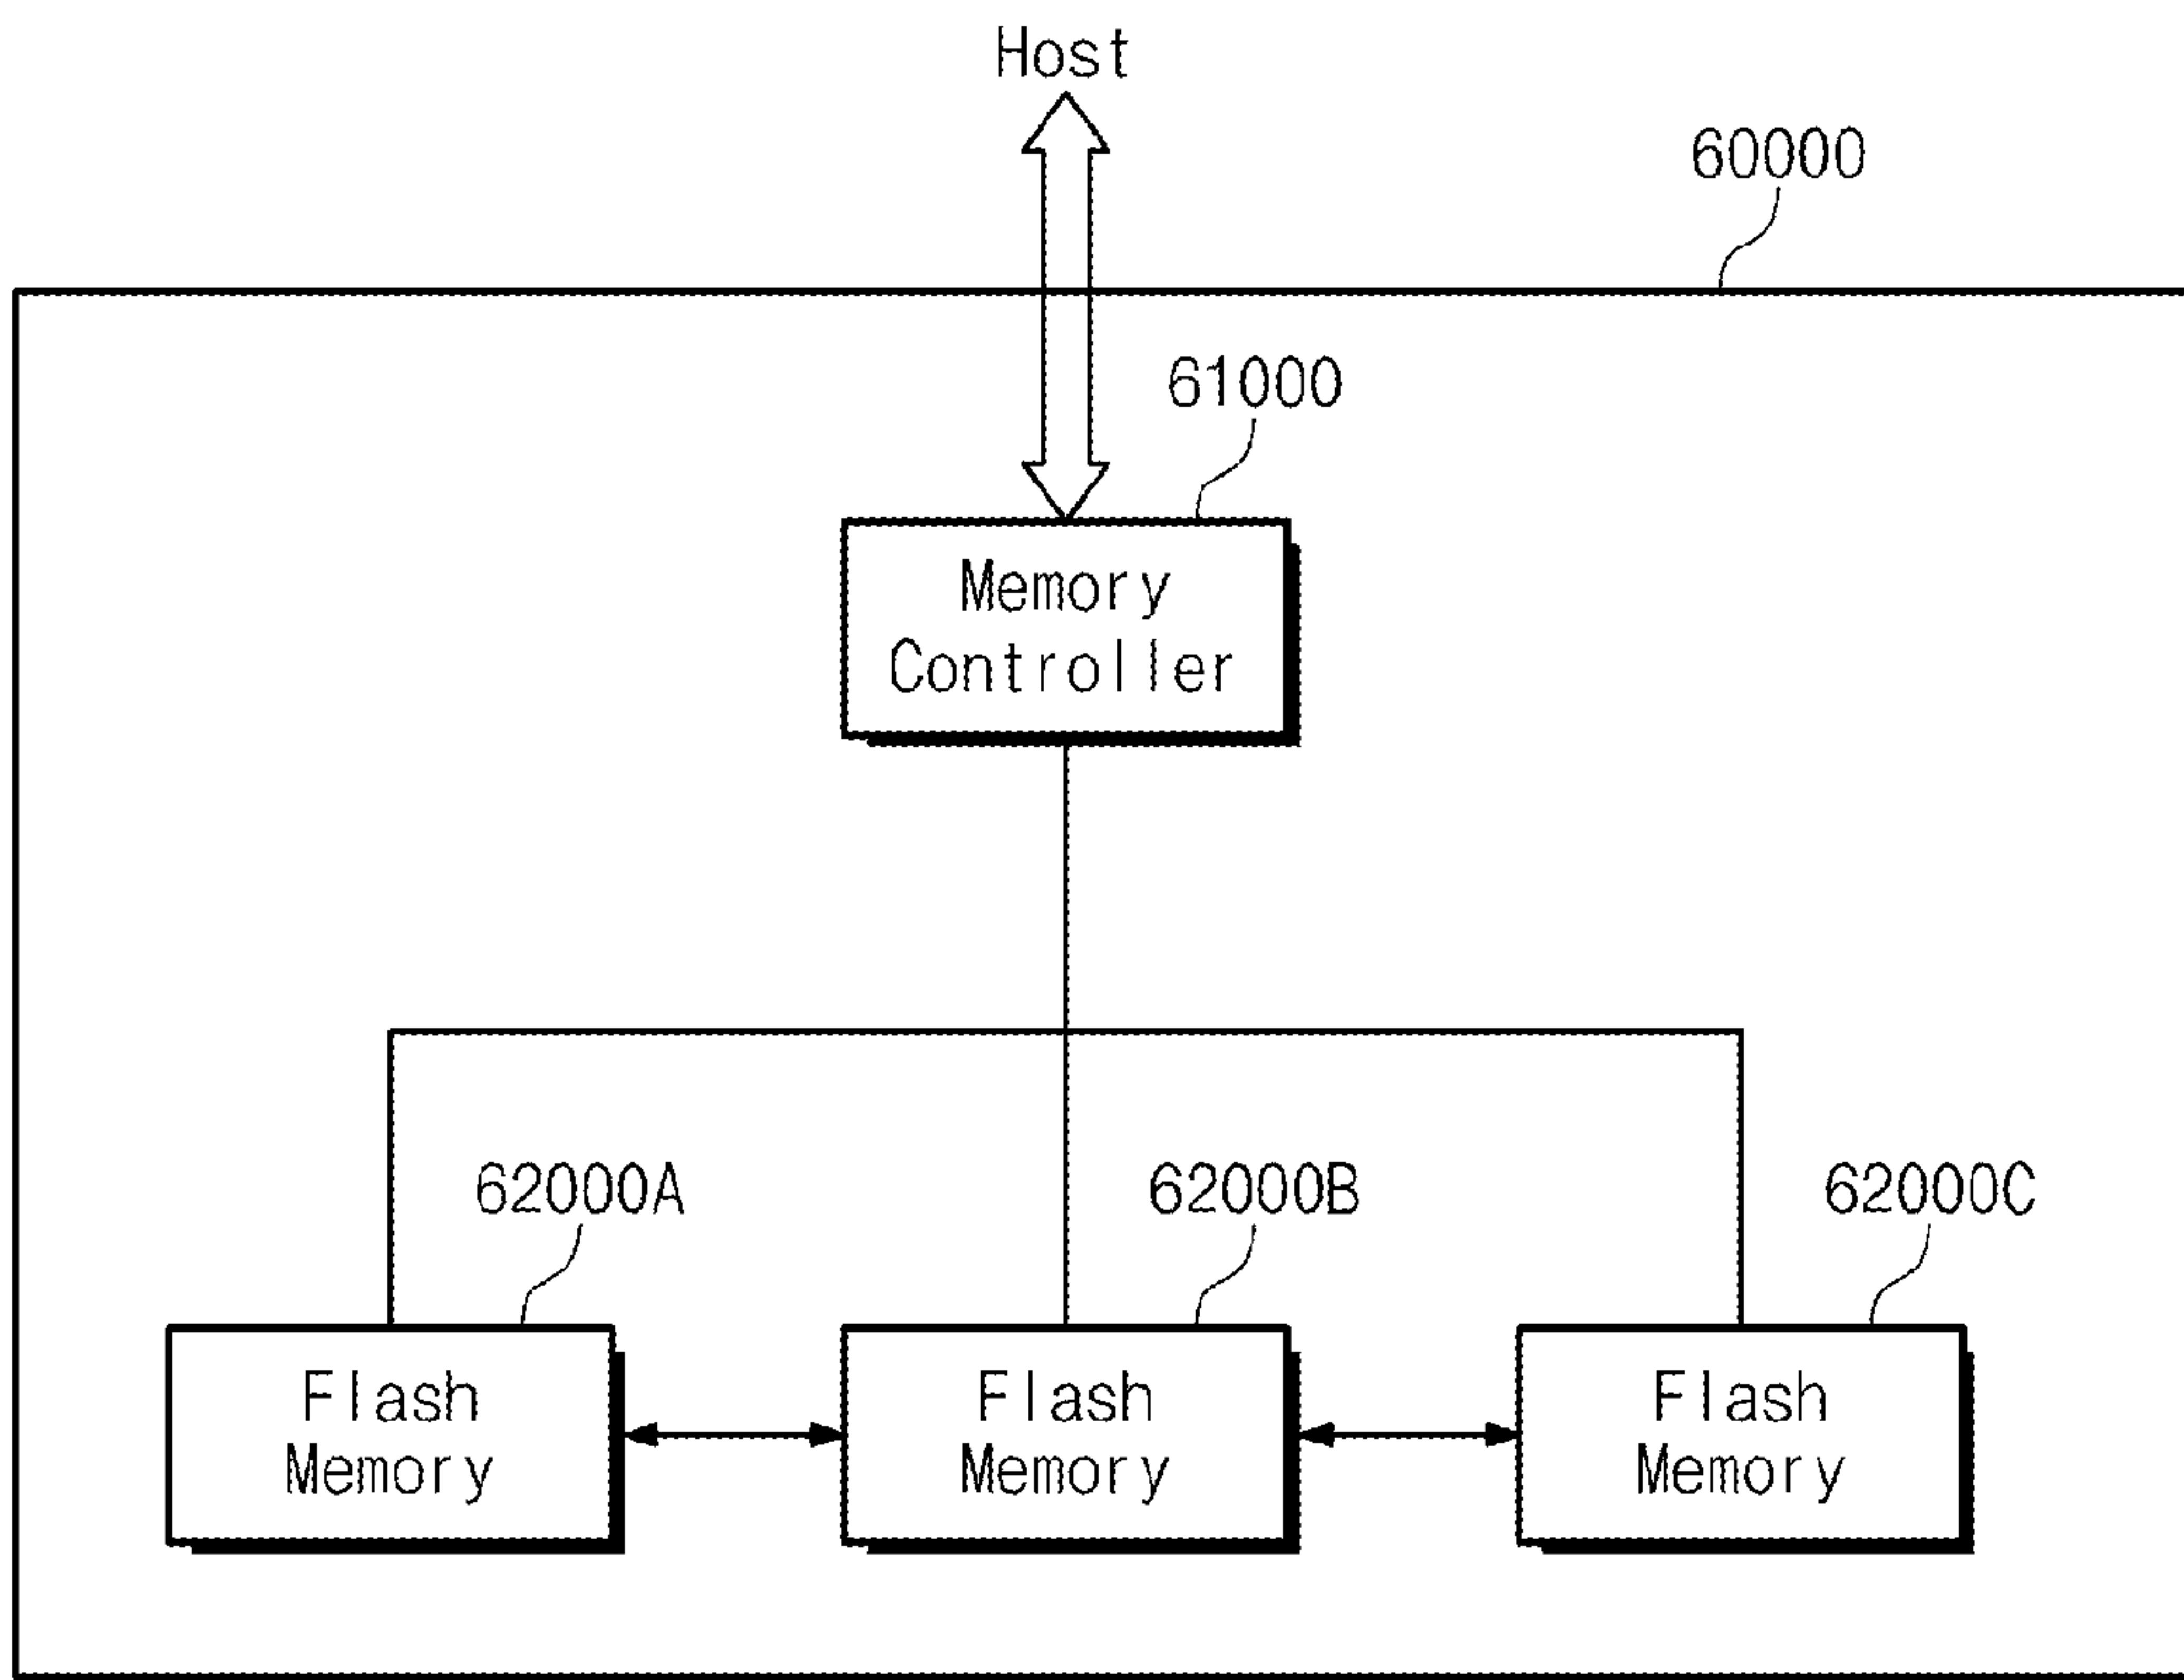 Host
60000
61000
Memory
Controller
62000A
62000B
62000C
Flash
Memory
Flash
Memory
Flash
Memory